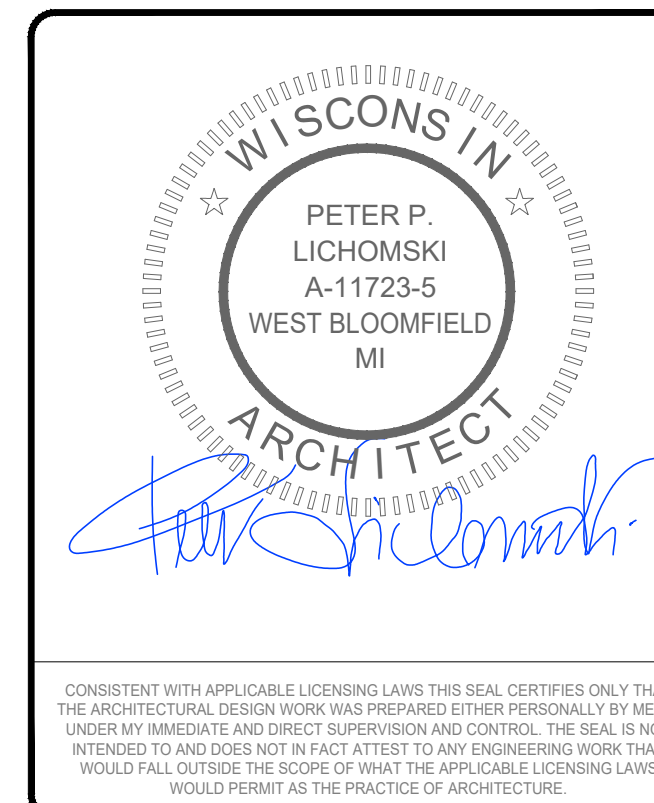 WISCONSIN
PETER P.
LICHOMSKI
A-11723-5
WEST BLOOMFIELD
MI
ARCHITECT
Peter Lichomski
CONSISTENT WITH APPLICABLE LICENSING LAWS THIS SEAL CERTIFIES ONLY THA
THE ARCHITECTURAL DESIGN WORK WAS PREPARED EITHER PERSONALLY BY ME
UNDER MY IMMEDIATE AND DIRECT SUPERVISION AND CONTROL. THE SEAL IS NO
INTENDED TO AND DOES NOT IN FACT ATTEST TO ANY ENGINEERING WORK THA
WOULD FALL OUTSIDE THE SCOPE OF WHAT THE APPLICABLE LICENSING LAWS
WOULD PERMIT AS THE PRACTICE OF ARCHITECTURE.